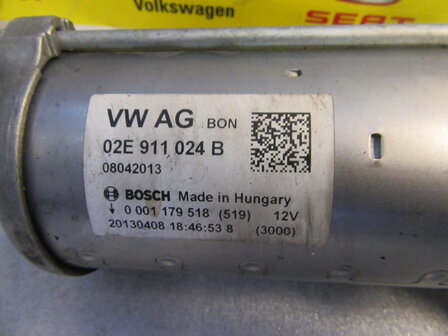 Volkswagen
SEAT
VW AG BON
02E 911 024 B
08042013
BOSCH Made in Hungary
↓ 0 001 179 518 (519) 12V
20130408 18:46:53 8 (3000)